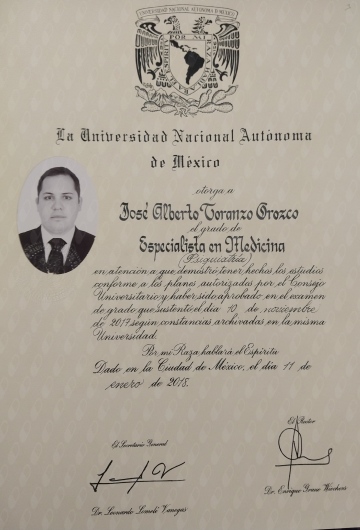 UNIVERSIDAD NACIONAL AUTÓNOMA DE MÉXICO
POR MI RAZA HABLARA EL ESPIRITU
La Universidad Nacional Autónoma
de México
otorga a
José Alberto Toranzo Orozco
el grado de
Especialista en Medicina
(Psiquiatría)
en atención a que demostró tener hechos los estudios
conforme a los planes autorizados por el Consejo
Universitario y haber sido aprobado en el examen
de grado que sustentó el día 10 de noviembre
de 2017 según constancias archivadas en la misma
Universidad.
Por mi Raza hablará el Espíritu
Dado en la Ciudad de México, el día 11 de
enero de 2018.
El Rector
El Secretario General
Dr. Enrique Graue Wiechers
Dr. Leonardo Lomelí Vanegas